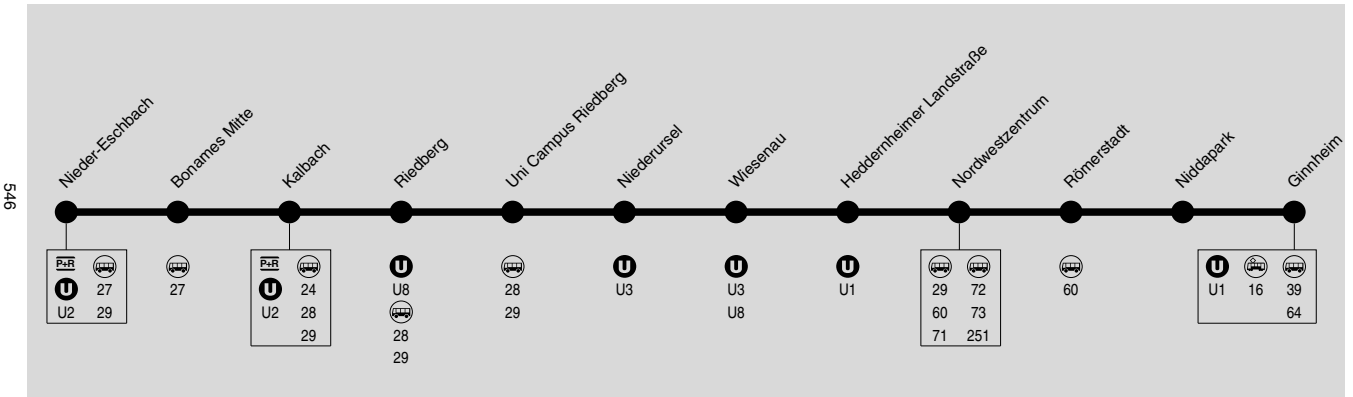 546
Nieder-Eschbach
Bonames Mitte
Kalbach
Riedberg
Uni Campus Riedberg
Niederursel
Wiesenau
Heddernheimer Landstraße
Nordwestzentrum
Römerstadt
Niddapark
Ginnheim
P+R
U 27
U2 29
27
P+R
U 24
U2 28
29
U
U8
28
29
28
29
U
U3
U
U3
U8
U
U1
29 72
60 73
71 251
60
U
U1 16 39
64